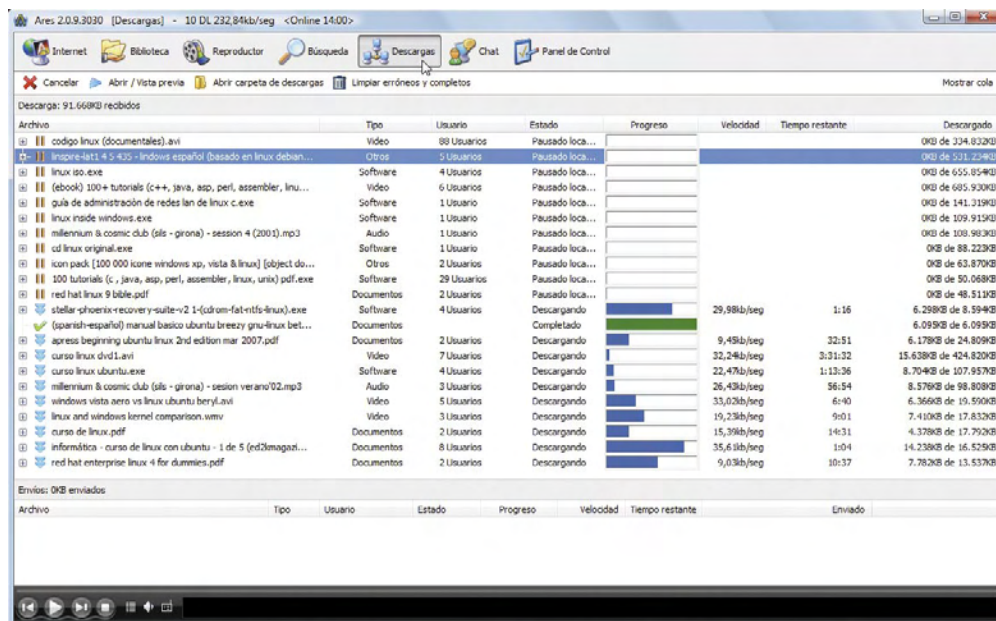 Ares 2.0.9.3030 [Descargas] - 10 DL 232,84kb/seg <Online 14:00>
Internet Biblioteca Reproductor Búsqueda Descargas Chat Panel de Control
Cancelar Abrir / Vista previa Abrir carpeta de descargas Limpiar erróneos y completos Mostrar cola
Descarga: 91.668KB recibidos
Archivo Tipo Usuario Estado Progreso Velocidad Tiempo restante Descargado
codigo linux (documentales).avi Video 88 Usuarios Pausado loca... 0KB de 334.832KB
linspire-lat1 4 5 435 - lindows español (basado en linux debian... Otros 5 Usuarios Pausado loca... 0KB de 531.234KB
linux iso.exe Software 4 Usuarios Pausado loca... 0KB de 655.854KB
(ebook) 100+ tutorials (c++, java, asp, perl, assembler, linu... Video 6 Usuarios Pausado loca... 0KB de 685.930KB
guía de administración de redes lan de linux c.exe Software 1 Usuario Pausado loca... 0KB de 141.319KB
linux inside windows.exe Software 1 Usuario Pausado loca... 0KB de 109.915KB
millennium & cosmic club (sils - girona) - session 4 (2001).mp3 Audio 1 Usuario Pausado loca... 0KB de 108.983KB
cd linux original.exe Software 1 Usuario Pausado loca... 0KB de 88.223KB
icon pack [100 000 icone windows xp, vista & linux] [object do... Otros 2 Usuarios Pausado loca... 0KB de 63.870KB
100 tutorials (c , java, asp, perl, assembler, linux, unix) pdf.exe Software 29 Usuarios Pausado loca... 0KB de 50.068KB
red hat linux 9 bible.pdf Documentos 2 Usuarios Pausado loca... 0KB de 48.511KB
stellar-phoenix-recovery-suite-v2 1-(cdrom-fat-ntfs-linux).exe Software 4 Usuarios Descargando 29,98kb/seg 1:16 6.298KB de 8.594KB
(spanish-español) manual basico ubuntu breezy gnu-linux bet... Documentos Completado 6.095KB de 6.095KB
apress beginning ubuntu linux 2nd edition mar 2007.pdf Documentos 2 Usuarios Descargando 9,45kb/seg 32:51 6.178KB de 24.809KB
curso linux dvd1.avi Video 7 Usuarios Descargando 32,24kb/seg 3:31:32 15.638KB de 424.820KB
curso linux ubuntu.exe Software 4 Usuarios Descargando 22,47kb/seg 1:13:36 8.704KB de 107.957KB
millennium & cosmic club (sils - girona) - sesion verano'02.mp3 Audio 3 Usuarios Descargando 26,43kb/seg 56:54 8.576KB de 98.808KB
windows vista aero vs linux ubuntu beryl.avi Video 5 Usuarios Descargando 33,02kb/seg 6:40 6.366KB de 19.590KB
linux and windows kernel comparison.wmv Video 3 Usuarios Descargando 19,23kb/seg 9:01 7.410KB de 17.832KB
curso de linux.pdf Documentos 2 Usuarios Descargando 15,39kb/seg 14:31 4.378KB de 17.792KB
informática - curso de linux con ubuntu - 1 de 5 (ed2kmagazi... Documentos 8 Usuarios Descargando 35,61kb/seg 1:04 14.238KB de 16.529KB
red hat enterprise linux 4 for dummies.pdf Documentos 2 Usuarios Descargando 9,03kb/seg 10:37 7.782KB de 13.537KB
Envíos: 0KB enviados
Archivo Tipo Usuario Estado Progreso Velocidad Tiempo restante Enviado